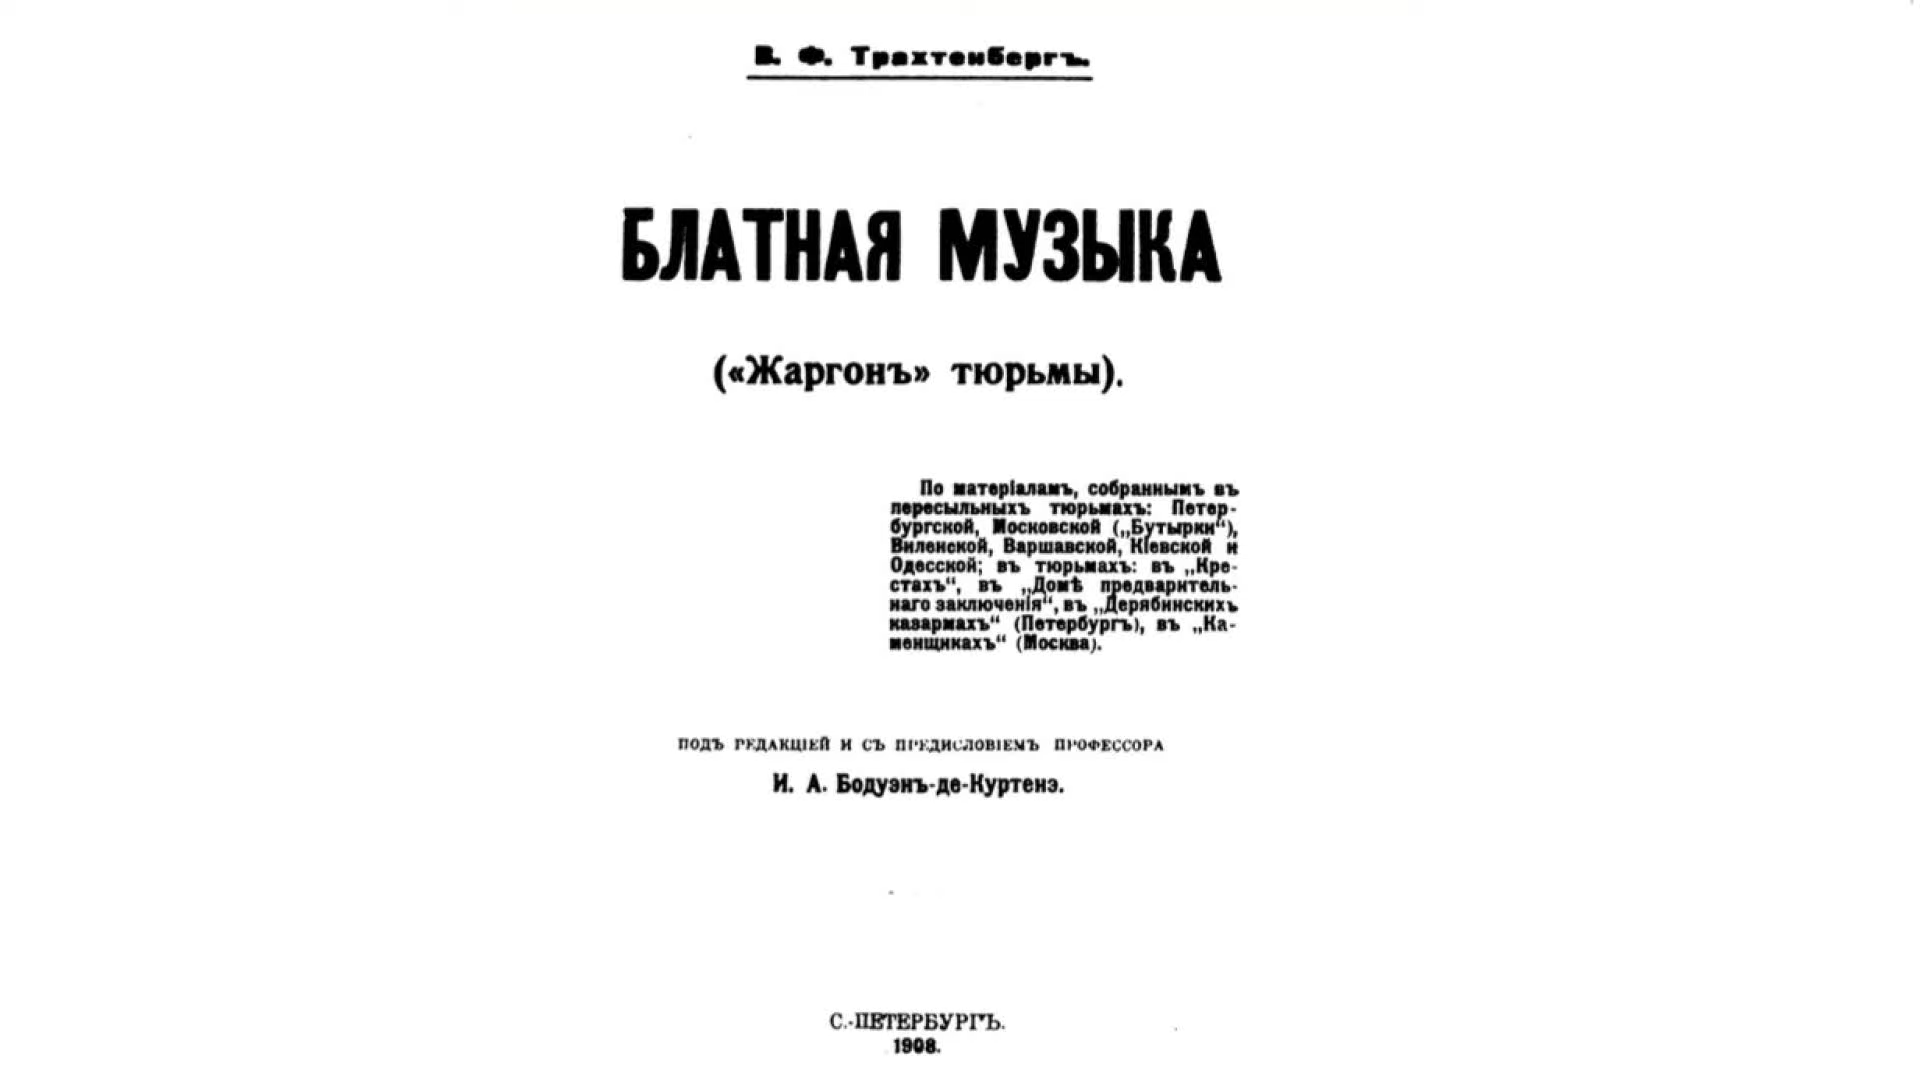 В. Ф. Трахтенбергъ.
БЛАТНАЯ МУЗЫКА
(«Жаргонъ» тюрьмы).
По матеріаламъ, собраннымъ въ
пересыльныхъ тюрьмахъ: Петер-
бургской, Московской („Бутырки“),
Виленской, Варшавской, Кіевской и
Одесской; въ тюрьмахъ: въ „Кре-
стахъ“, въ „Домѣ предваритель-
наго заключенія“, въ „Дерябинскихъ
казармахъ“ (Петербургъ), въ „Ка-
менщикахъ“ (Москва).
ПОДЪ РЕДАКЦІЕЙ И СЪ ПРЕДИСЛОВІЕМЪ ПРОФЕССОРА
И. А. Бодуэнъ-де-Куртенэ.
С.-ПЕТЕРБУРГЪ.
1908.